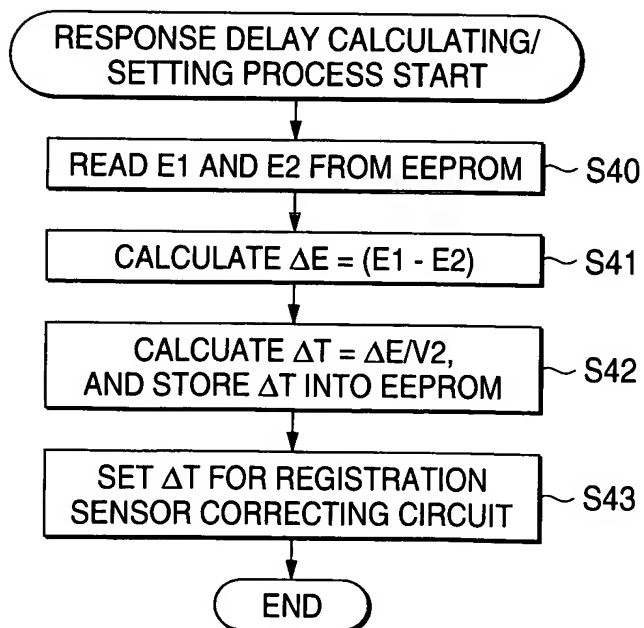 RESPONSE DELAY CALCULATING/
SETTING PROCESS START
READ E1 AND E2 FROM EEPROM
S40
CALCULATE ΔE = (E1 - E2)
S41
CALCUATE ΔT = ΔE/V2,
AND STORE ΔT INTO EEPROM
S42
SET ΔT FOR REGISTRATION
SENSOR CORRECTING CIRCUIT
S43
END